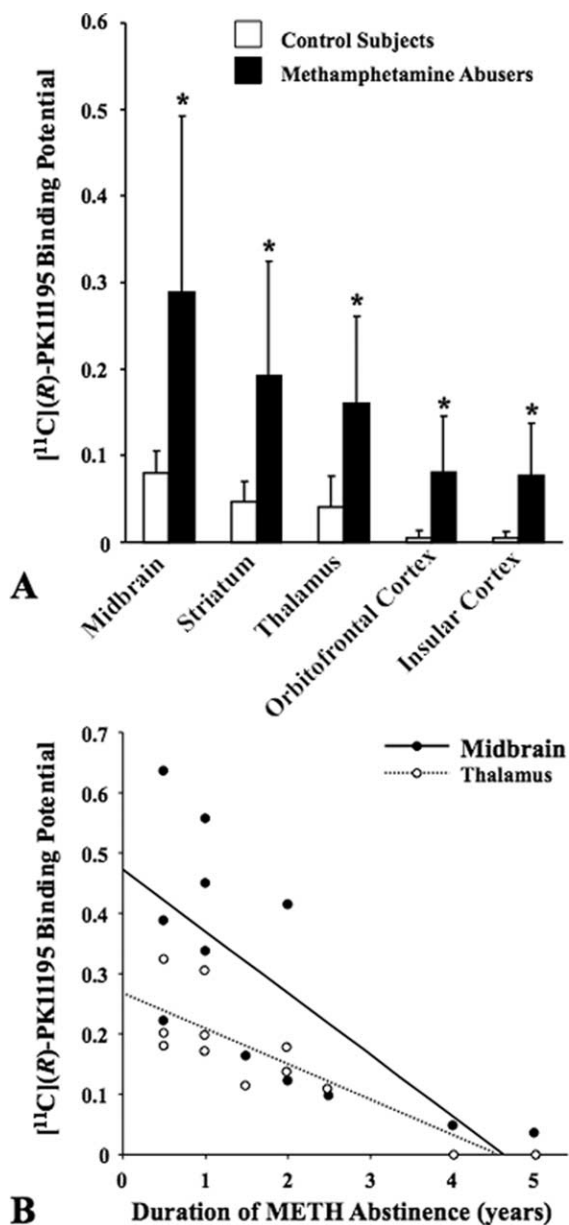 0.6
Control Subjects
Methamphetamine Abusers
0.5
0.4
0.3
0.2
0.1
0
[¹¹C](R)-PK11195 Binding Potential
* * * * *
Midbrain
Striatum
Thalamus
Orbitofrontal Cortex
Insular Cortex
A
0.7
Midbrain
Thalamus
0.6
0.5
0.4
0.3
0.2
0.1
0
[¹¹C](R)-PK11195 Binding Potential
0 1 2 3 4 5
Duration of METH Abstinence (years)
B